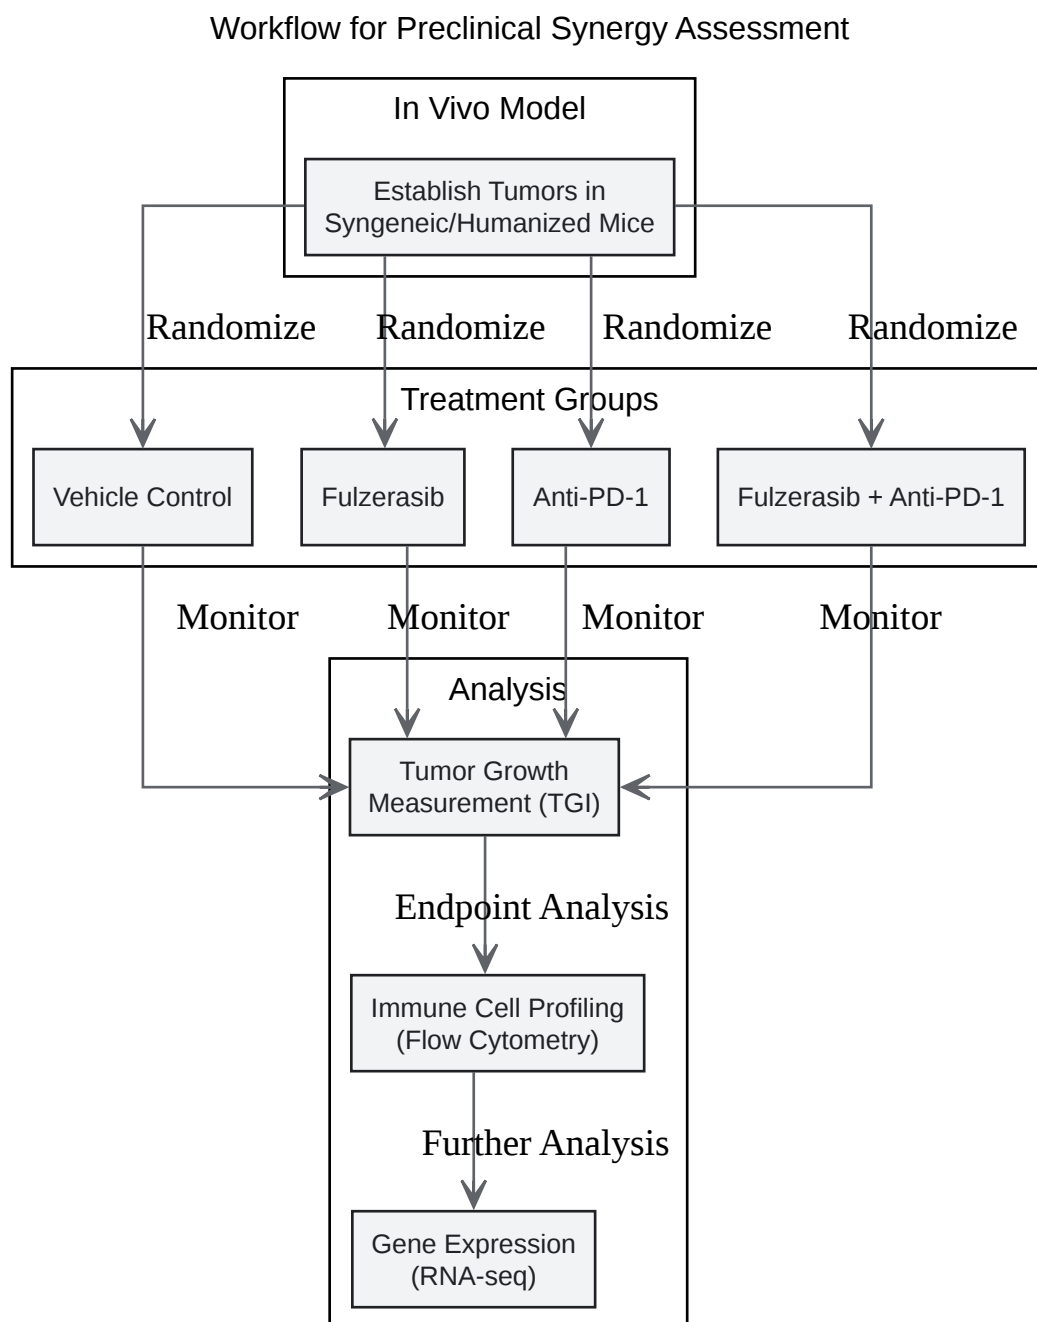 Workflow for Preclinical Synergy Assessment
In Vivo Model
Establish Tumors in
Syngeneic/Humanized Mice
Randomize
Randomize
Randomize
Randomize
Treatment Groups
Vehicle Control
Fulzerasib
Anti-PD-1
Fulzerasib + Anti-PD-1
Monitor
Monitor
Monitor
Monitor
Analysis
Tumor Growth
Measurement (TGI)
Endpoint Analysis
Immune Cell Profiling
(Flow Cytometry)
Further Analysis
Gene Expression
(RNA-seq)